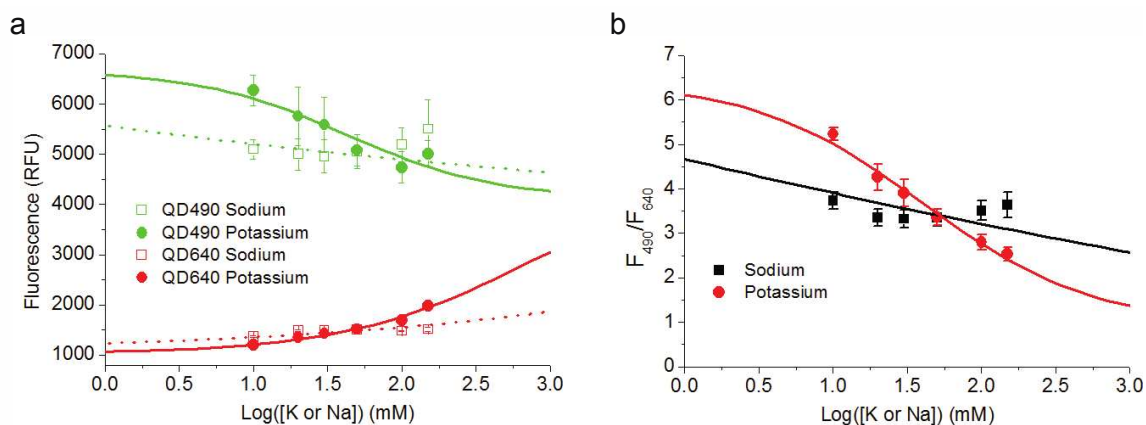 a
7000
6000
5000
4000
3000
2000
1000
Fluorescence (RFU)
QD490 Sodium
QD490 Potassium
QD640 Sodium
QD640 Potassium
0.0 0.5 1.0 1.5 2.0 2.5 3.0
Log([K or Na]) (mM)
b
7
6
5
4
3
2
1
0
F490/F640
Sodium
Potassium
0.0 0.5 1.0 1.5 2.0 2.5 3.0
Log([K or Na]) (mM)